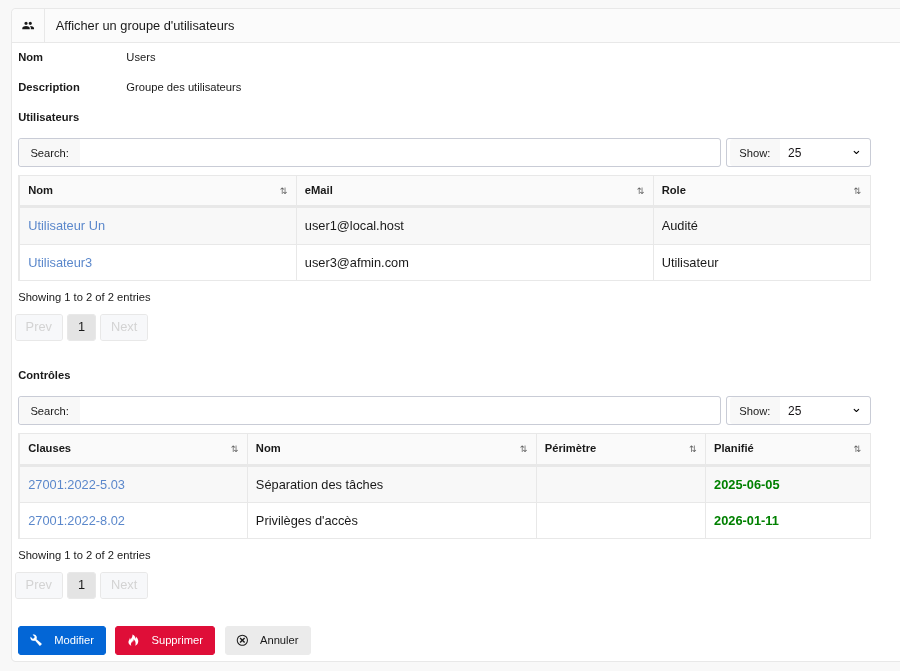 Afficher un groupe d'utilisateurs
Nom Users
Description Groupe des utilisateurs
Utilisateurs
Search: Show: 25
Nom eMail Role
Utilisateur Un user1@local.host Audité
Utilisateur3 user3@afmin.com Utilisateur
Showing 1 to 2 of 2 entries
Prev 1 Next
Contrôles
Search: Show: 25
Clauses Nom Périmètre Planifié
27001:2022-5.03 Séparation des tâches 2025-06-05
27001:2022-8.02 Privilèges d'accès 2026-01-11
Showing 1 to 2 of 2 entries
Prev 1 Next
Modifier Supprimer Annuler